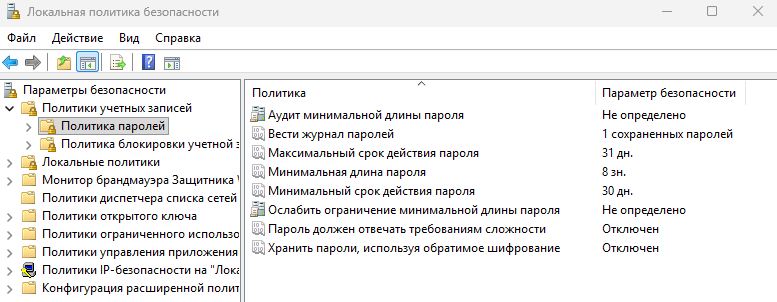 Локальная политика безопасности
Файл Действие Вид Справка
Параметры безопасности
Политики учетных записей
Политика паролей
Политика блокировки учетной з
Локальные политики
Монитор брандмауэра Защитника
Политики диспетчера списка сетей
Политики открытого ключа
Политики ограниченного использо
Политики управления приложения
Политики IP-безопасности на "Лока
Конфигурация расширенной полит
Политика Параметр безопасности
Аудит минимальной длины пароля Не определено
Вести журнал паролей 1 сохраненных паролей
Максимальный срок действия пароля 31 дн.
Минимальная длина пароля 8 зн.
Минимальный срок действия пароля 30 дн.
Ослабить ограничение минимальной длины пароля Не определено
Пароль должен отвечать требованиям сложности Отключен
Хранить пароли, используя обратимое шифрование Отключен